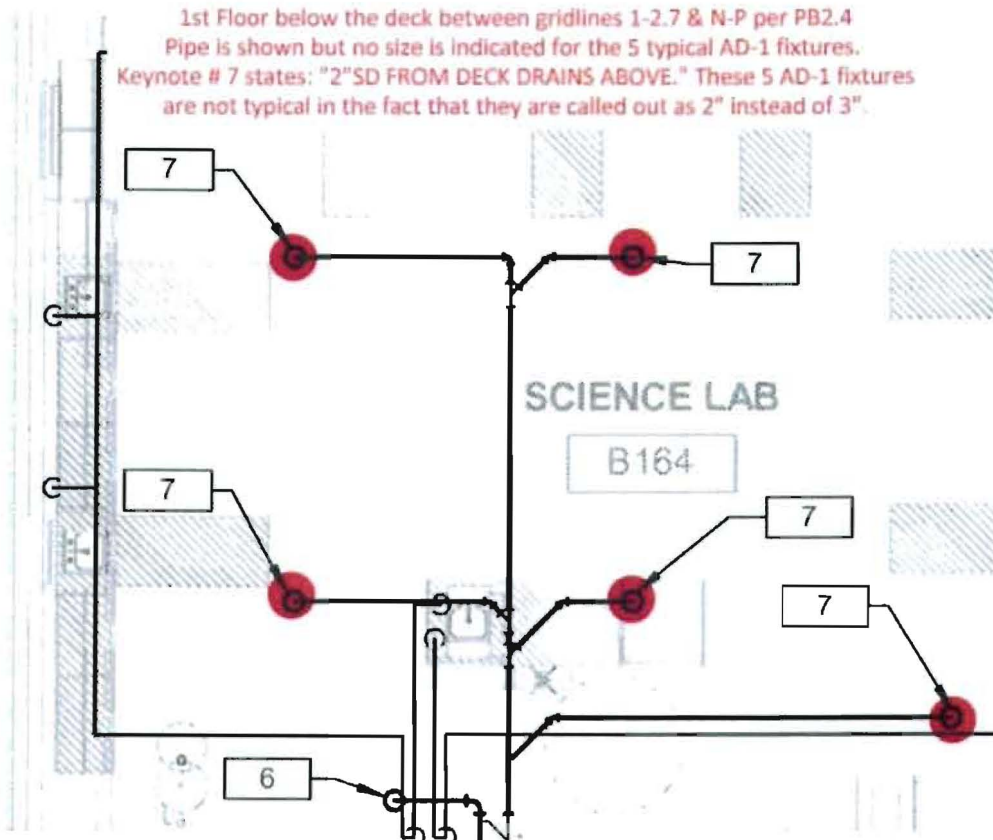 1st Floor below the deck between gridlines 1-2.7 & N-P per PB2.4
Pipe is shown but no size is indicated for the 5 typical AD-1 fixtures.
Keynote # 7 states: "2"SD FROM DECK DRAINS ABOVE." These 5 AD-1 fixtures
are not typical in the fact that they are called out as 2" instead of 3".
7
7
SCIENCE LAB
B164
7
7
7
6